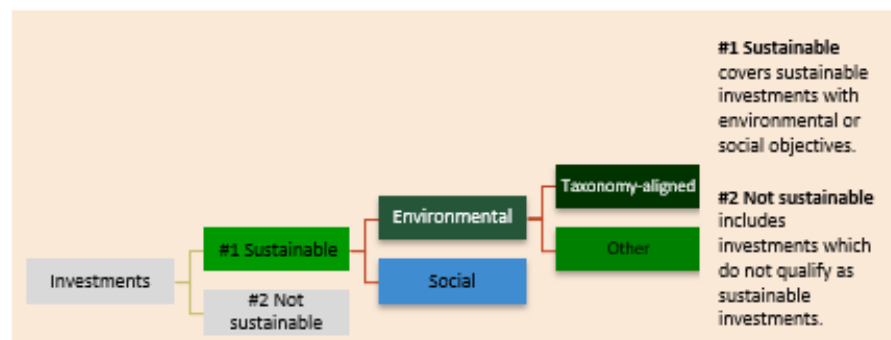 Investments
#1 Sustainable
#2 Not
sustainable
Environmental
Social
Taxonomy-aligned
Other
#1 Sustainable
covers sustainable
investments with
environmental or
social objectives.
#2 Not sustainable
includes
investments which
do not qualify as
sustainable
investments.